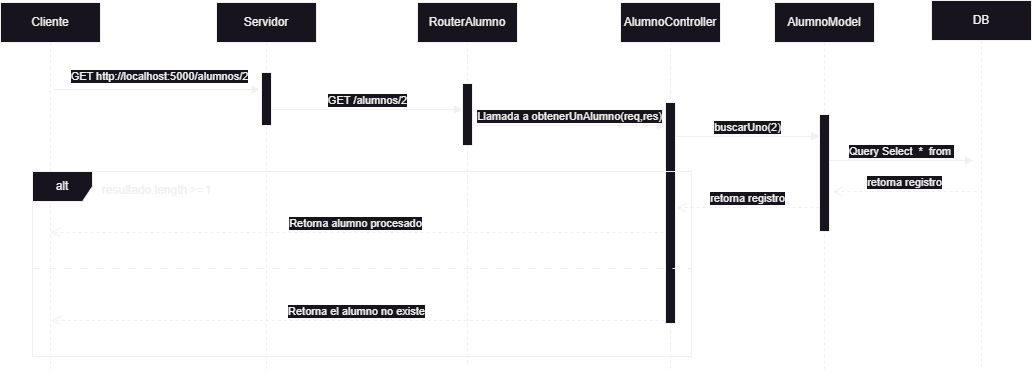 Cliente
Servidor
RouterAlumno
AlumnoController
AlumnoModel
DB
GET http://localhost:5000/alumnos/2
GET /alumnos/2
Llamada a obtenerUnAlumno(req,res)
buscarUno(2)
Query Select * from
alt
resultado.length >=1
retorna registro
retorna registro
Retorna alumno procesado
Retorna el alumno no existe